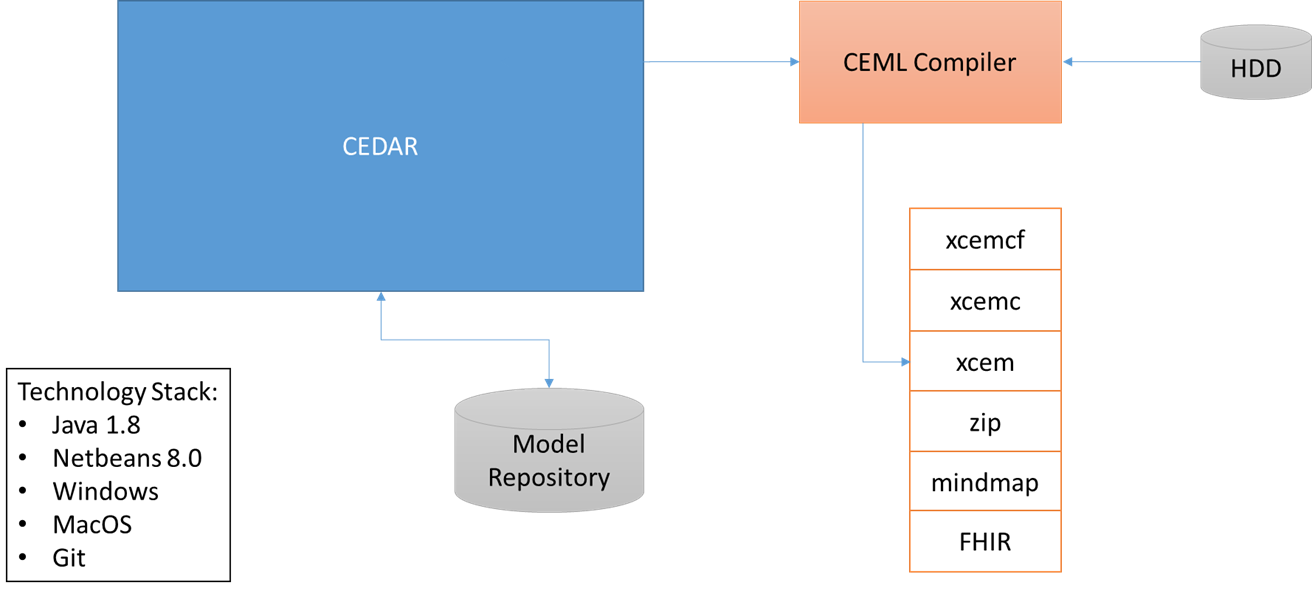 CEDAR
CEML Compiler
HDD
xcemcf
xcemc
xcem
zip
mindmap
FHIR
Model
Repository
Technology Stack:
• Java 1.8
• Netbeans 8.0
• Windows
• MacOS
• Git